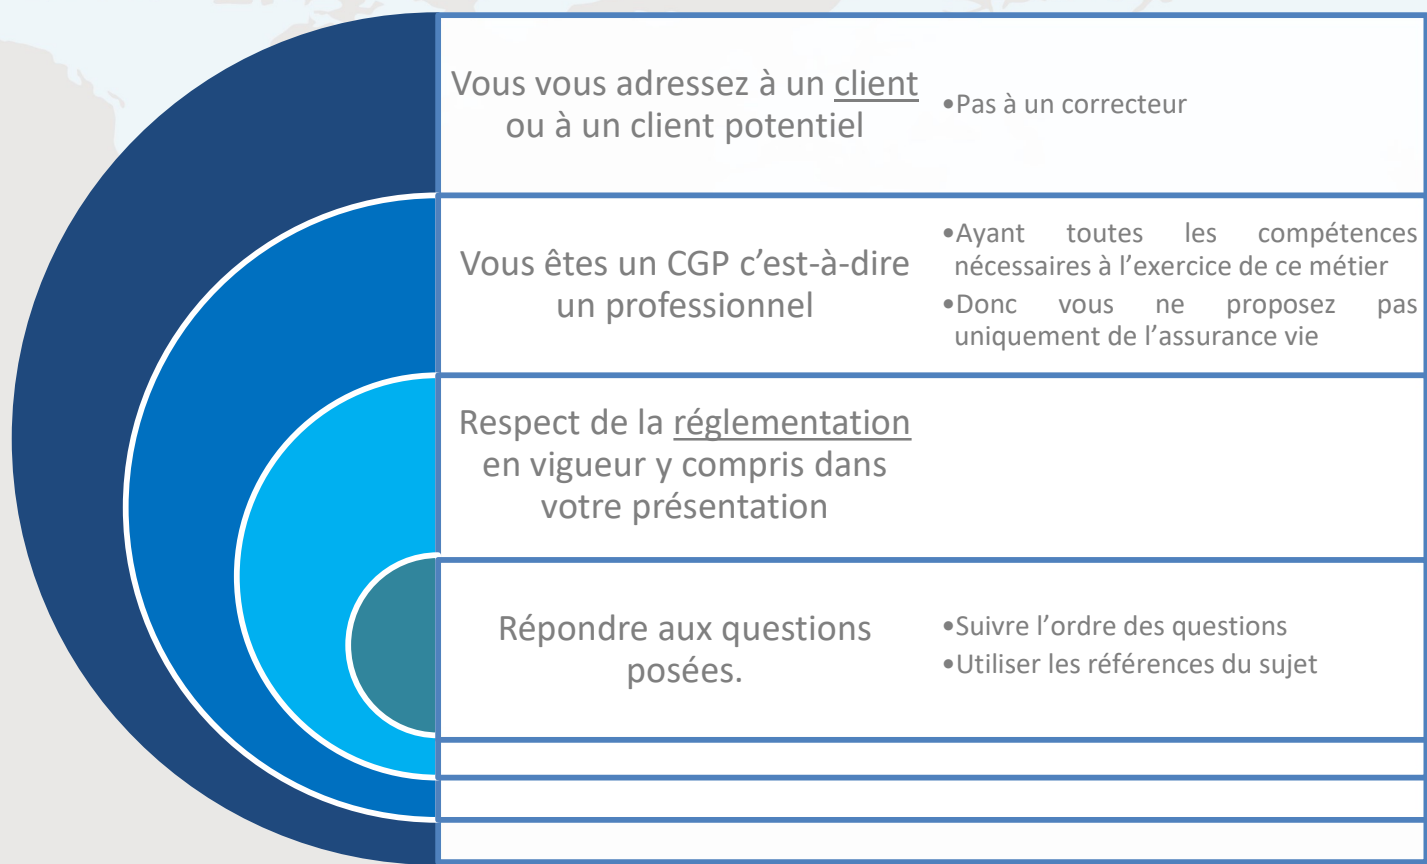 Vous vous adressez à un client
ou à un client potentiel
•Pas à un correcteur
Vous êtes un CGP c'est-à-dire
un professionnel
•Ayant toutes les compétences
nécessaires à l'exercice de ce métier
•Donc vous ne proposez pas
uniquement de l'assurance vie
Respect de la réglementation
en vigueur y compris dans
votre présentation
Répondre aux questions
posées.
•Suivre l'ordre des questions
•Utiliser les références du sujet